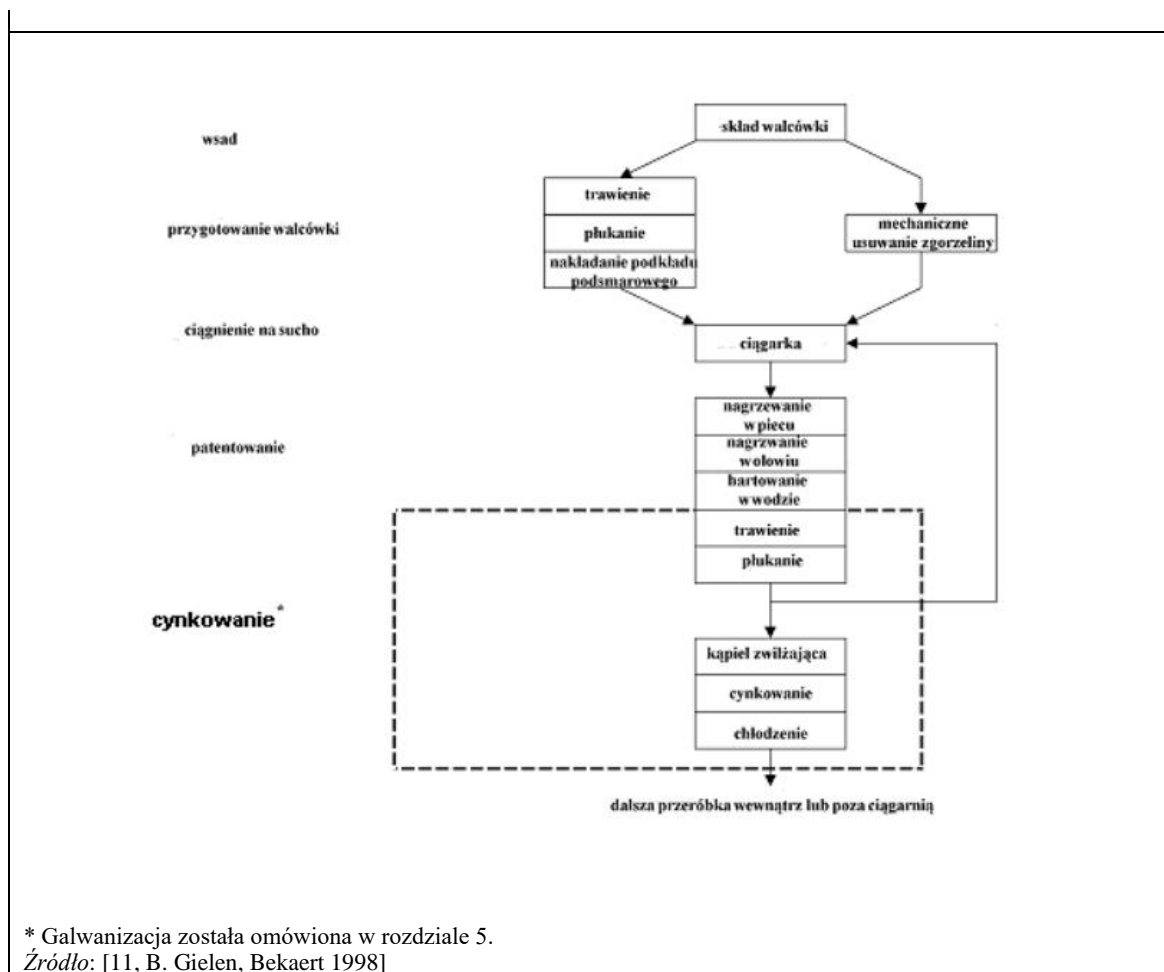 skład walcówki
wsad
trawienie
przygotowanie walcówki
płukanie
mechaniczne
usuwanie zgorzeliny
nakładanie podkładu
podsmarowego
ciągnienie na sucho
ciągarka
nagrzewanie
w piecu
patentowanie
nagrzwanie
w ołowiu
hartowanie
w wodzie
trawienie
płukanie
cynkowanie*
kąpiel zwilżająca
cynkowanie
chłodzenie
dalsza przeróbka wewnątrz lub poza ciągarnią
* Galwanizacja została omówiona w rozdziale 5.
Źródło: [11, B. Gielen, Bekaert 1998]